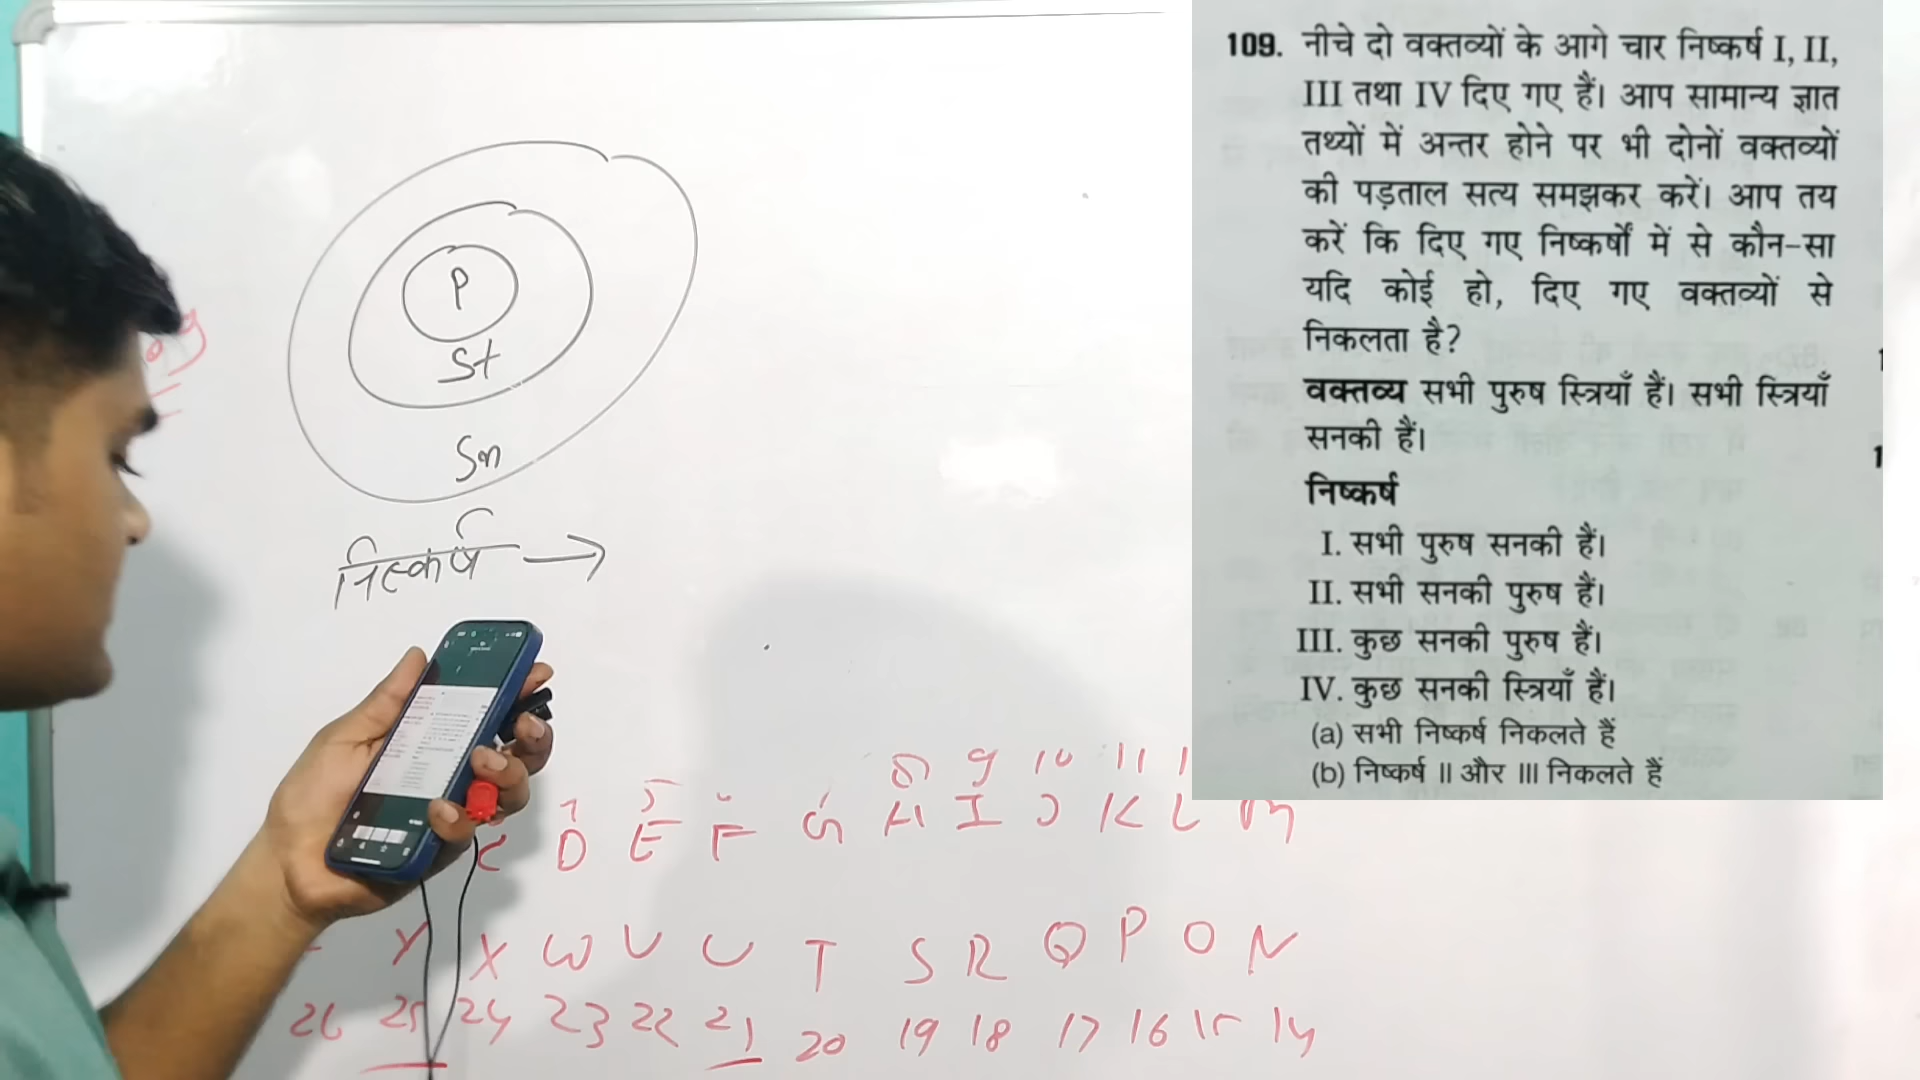 P
St
Sm
निस्कर्ष →
8 9 10 11
D E F G H I J K L M
Y X W V U T S R Q P O N
26 25 24 23 22 21 20 19 18 17 16 15 14
109. नीचे दो वक्तव्यों के आगे चार निष्कर्ष I, II,
III तथा IV दिए गए हैं। आप सामान्य ज्ञात
तथ्यों में अन्तर होने पर भी दोनों वक्तव्यों
की पड़ताल सत्य समझकर करें। आप तय
करें कि दिए गए निष्कर्षों में से कौन-सा
यदि कोई हो, दिए गए वक्तव्यों से
निकलता है?
वक्तव्य सभी पुरुष स्त्रियाँ हैं। सभी स्त्रियाँ
सनकी हैं।
निष्कर्ष
I. सभी पुरुष सनकी हैं।
II. सभी सनकी पुरुष हैं।
III. कुछ सनकी पुरुष हैं।
IV. कुछ सनकी स्त्रियाँ हैं।
(a) सभी निष्कर्ष निकलते हैं
(b) निष्कर्ष II और III निकलते हैं